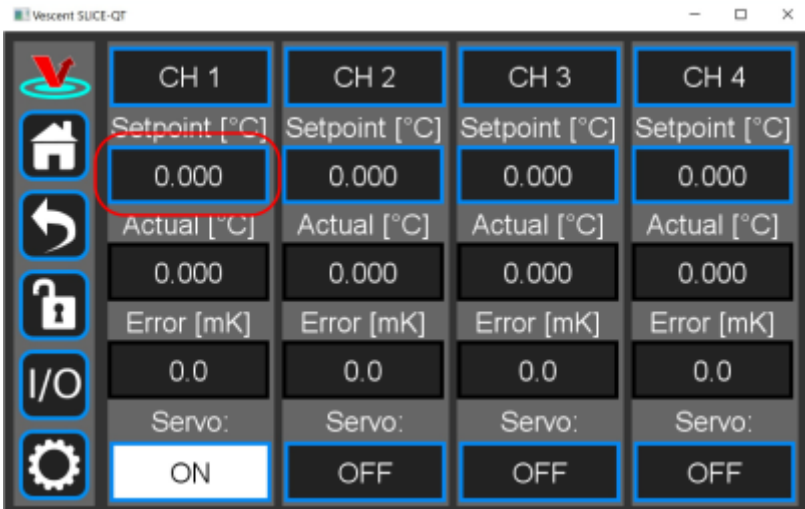 Vescent SLICE-QT
CH 1 CH 2 CH 3 CH 4
Setpoint [°C] Setpoint [°C] Setpoint [°C] Setpoint [°C]
0.000 0.000 0.000 0.000
Actual [°C] Actual [°C] Actual [°C] Actual [°C]
0.000 0.000 0.000 0.000
Error [mK] Error [mK] Error [mK] Error [mK]
I/O 0.0 0.0 0.0 0.0
Servo: Servo: Servo: Servo:
ON OFF OFF OFF